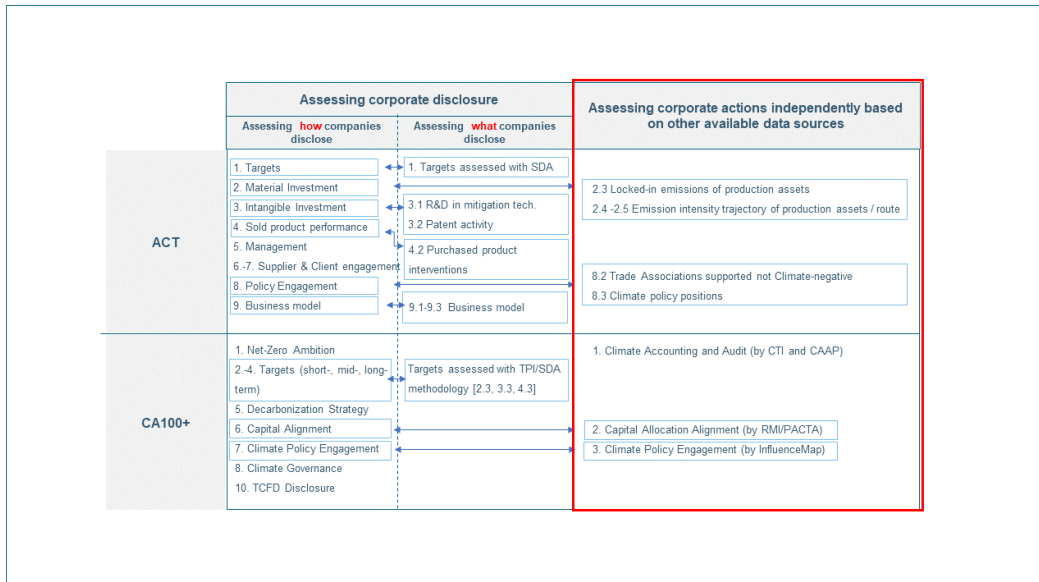 Assessing corporate disclosure
Assessing corporate actions independently based
on other available data sources
Assessing how companies
disclose
Assessing what companies
disclose
ACT
1. Targets
2. Material Investment
3. Intangible Investment
4. Sold product performance
5. Management
6.-7. Supplier & Client engagement
8. Policy Engagement
9. Business model
1. Targets assessed with SDA
3.1 R&D in mitigation tech.
3.2 Patent activity
4.2 Purchased product
interventions
9.1-9.3 Business model
2.3 Locked-in emissions of production assets
2.4 -2.5 Emission intensity trajectory of production assets / route
8.2 Trade Associations supported not Climate-negative
8.3 Climate policy positions
CA100+
1. Net-Zero Ambition
2.-4. Targets (short-, mid-, long-
term)
5. Decarbonization Strategy
6. Capital Alignment
7. Climate Policy Engagement
8. Climate Governance
10. TCFD Disclosure
Targets assessed with TPI/SDA
methodology [2.3, 3.3, 4.3]
1. Climate Accounting and Audit (by CTI and CAAP)
2. Capital Allocation Alignment (by RMI/PACTA)
3. Climate Policy Engagement (by InfluenceMap)